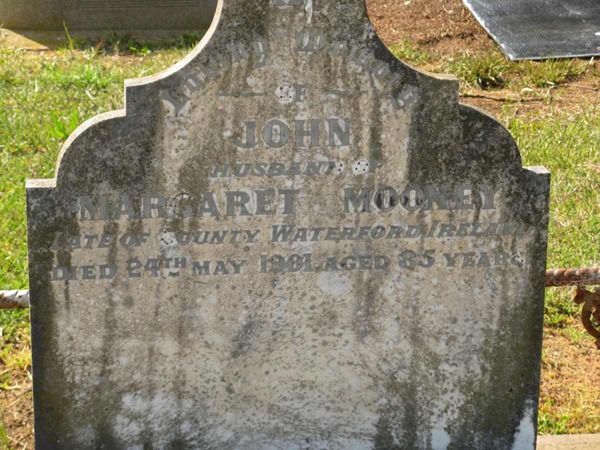 OF
JOHN
HUSBAND OF
MARGARET MOONEY
LATE OF COUNTY WATERFORD, IRELAND
DIED 24TH MAY 1901, AGED 85 YEARS